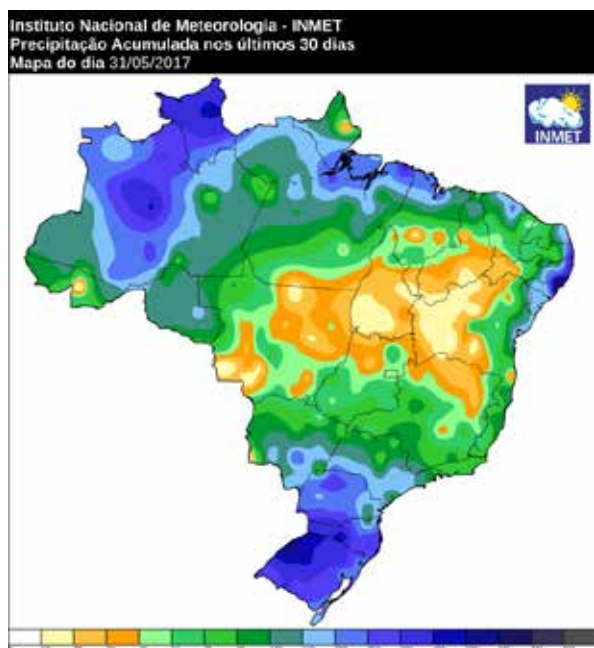 Instituto Nacional de Meteorologia - INMET
Precipitação Acumulada nos últimos 30 dias
Mapa do dia 31/05/2017
INMET